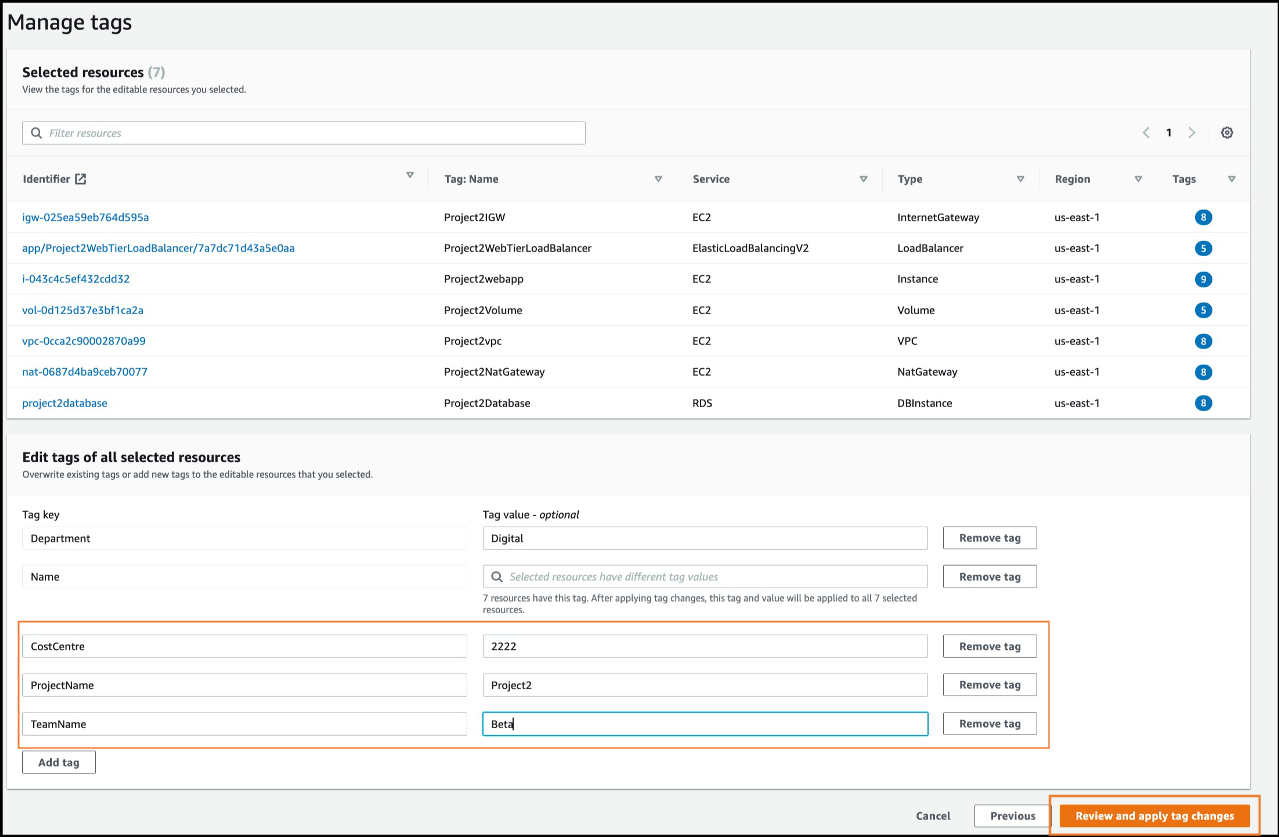 Manage tags
Selected resources (7)
View the tags for the editable resources you selected.
Filter resources
1
Identifier Tag: Name Service Type Region Tags
igw-025ea59eb764d595a Project2IGW EC2 InternetGateway us-east-1 8
app/Project2WebTierLoadBalancer/7a7dc71d43a5e0aa Project2WebTierLoadBalancer ElasticLoadBalancingV2 LoadBalancer us-east-1 5
i-043c4c5ef432cdd32 Project2webapp EC2 Instance us-east-1 9
vol-0d125d37e3bf1ca2a Project2Volume EC2 Volume us-east-1 5
vpc-0cca2c90002870a99 Project2vpc EC2 VPC us-east-1 8
nat-0687d4ba9ceb70077 Project2NatGateway EC2 NatGateway us-east-1 8
project2database Project2Database RDS DBInstance us-east-1 8
Edit tags of all selected resources
Overwrite existing tags or add new tags to the editable resources that you selected.
Tag key Tag value - optional
Department Digital Remove tag
Name Selected resources have different tag values Remove tag
7 resources have this tag. After applying tag changes, this tag and value will be applied to all 7 selected
resources.
CostCentre 2222 Remove tag
ProjectName Project2 Remove tag
TeamName Beta Remove tag
Add tag
Cancel Previous Review and apply tag changes